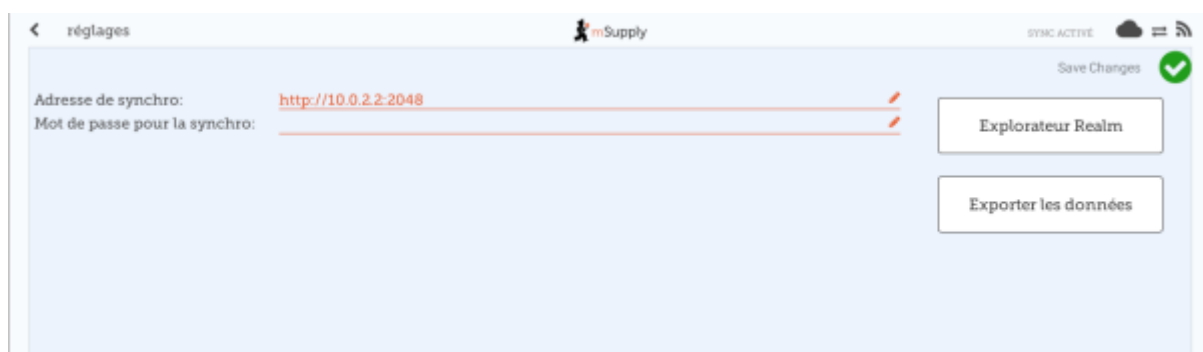 réglages
mSupply
SYNC ACTIVE
Save Changes
Adresse de synchro: http://10.0.2.2:2048
Mot de passe pour la synchro:
Explorateur Realm
Exporter les données